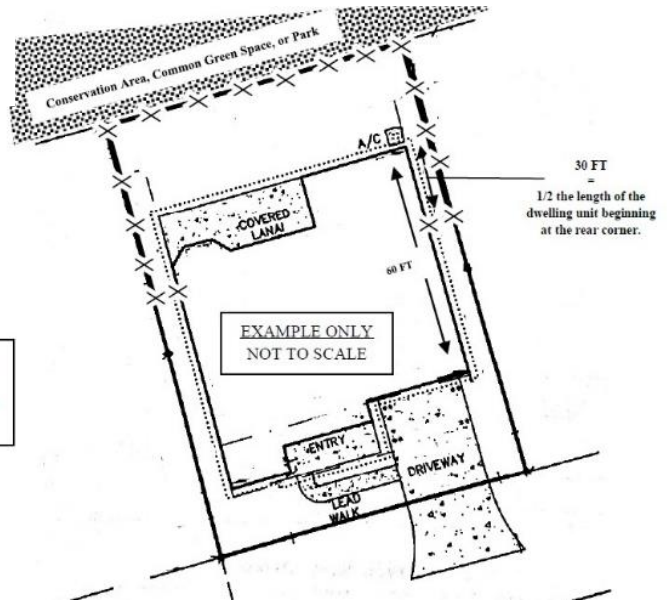 Conservation Area, Common Green Space, or Park
A/C
30 FT
=
1/2 the length of the
dwelling unit beginning
at the rear corner.
COVERED
LANAI
60 FT
EXAMPLE ONLY
NOT TO SCALE
ENTRY
DRIVEWAY
LEAD
WALK